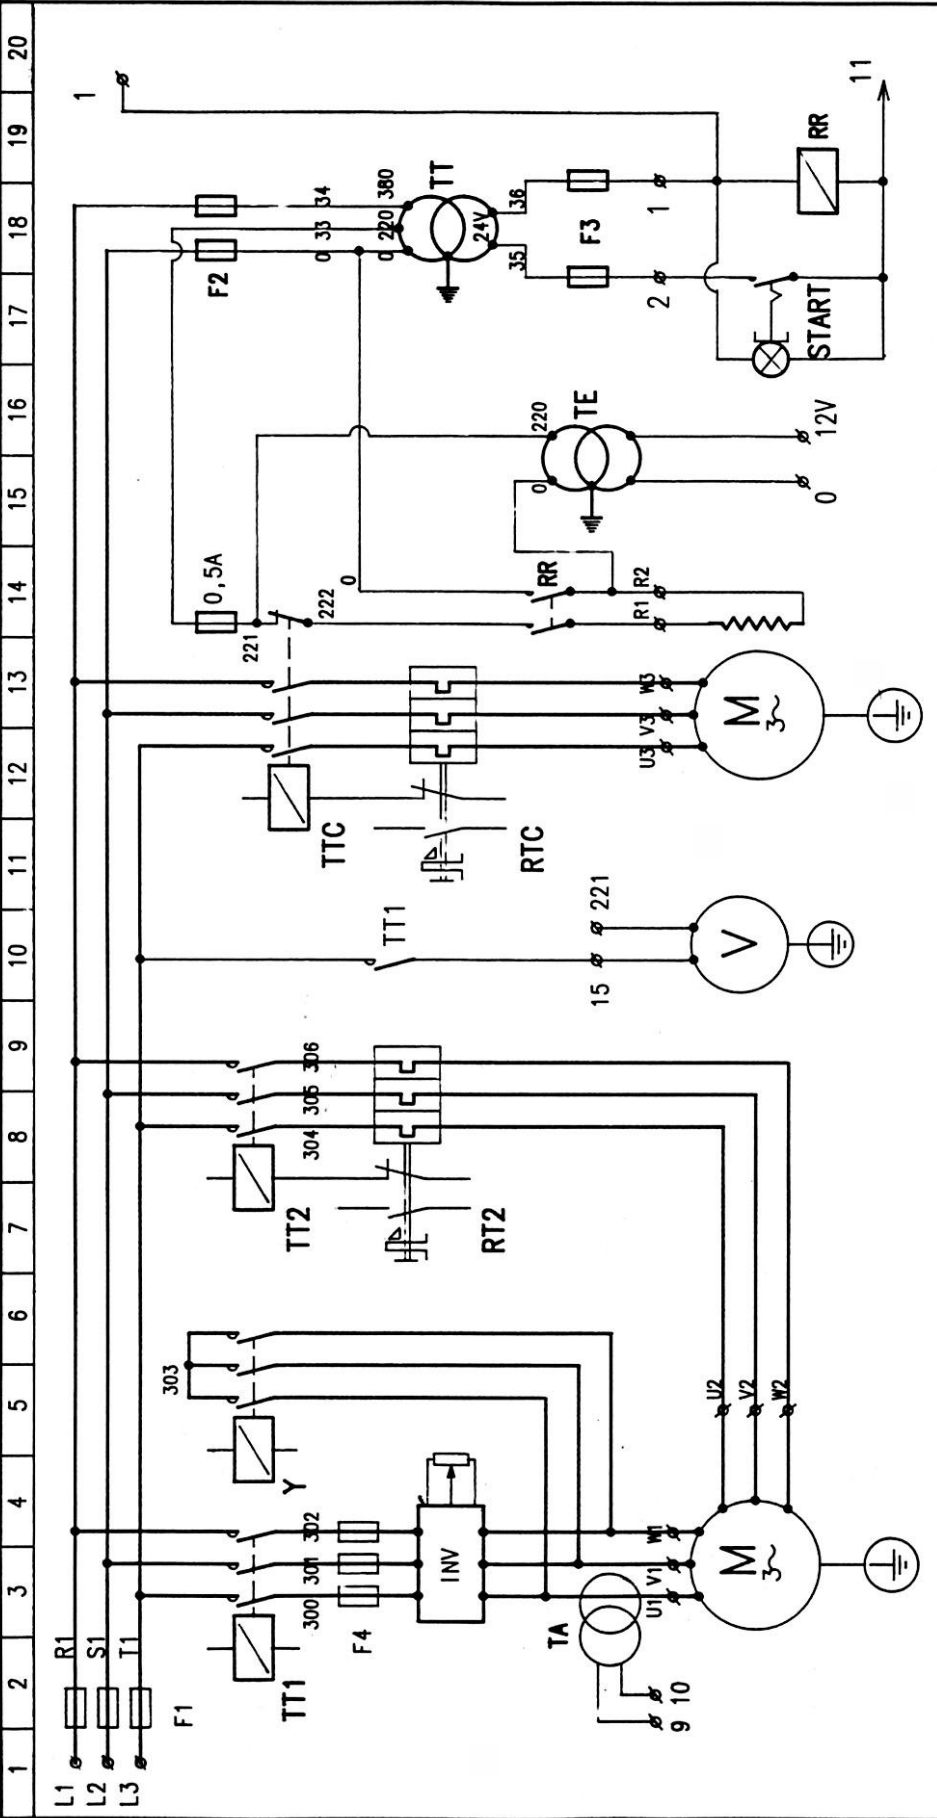 1 2 3 4 5 6 7 8 9 10 11 12 13 14 15 16 17 18 19 20
L1 R1
L2 S1
L3 T1
F1
TT1
300 301 302
F4
INV
TA
9 10
U1 V1 W1
M
3~
Y
303
U2
V2
W2
TT2
304 305 306
RT2
TT1
15 221
V
TTC
RTC
U3 V3 W3
M
3~
0,5A
221
222
0
RR
R1 R2
0 220
TE
0 12V
F2
0 33 34
0 220 380
TT
24V
35 36
F3
2 1
START
RR
1
11